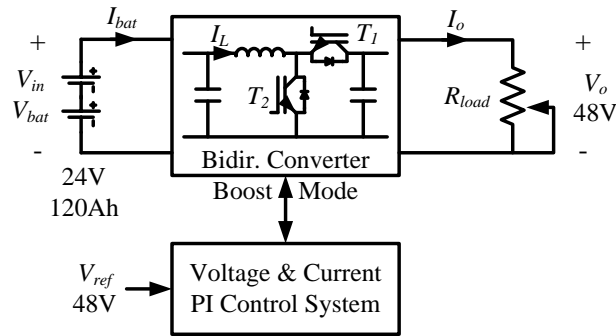 I_bat
I_L
T_1
I_o
+
+
V_in
V_bat
T_2
R_load
V_o
48V
-
-
24V
120Ah
Bidir. Converter
Boost Mode
V_ref
48V
Voltage & Current
PI Control System